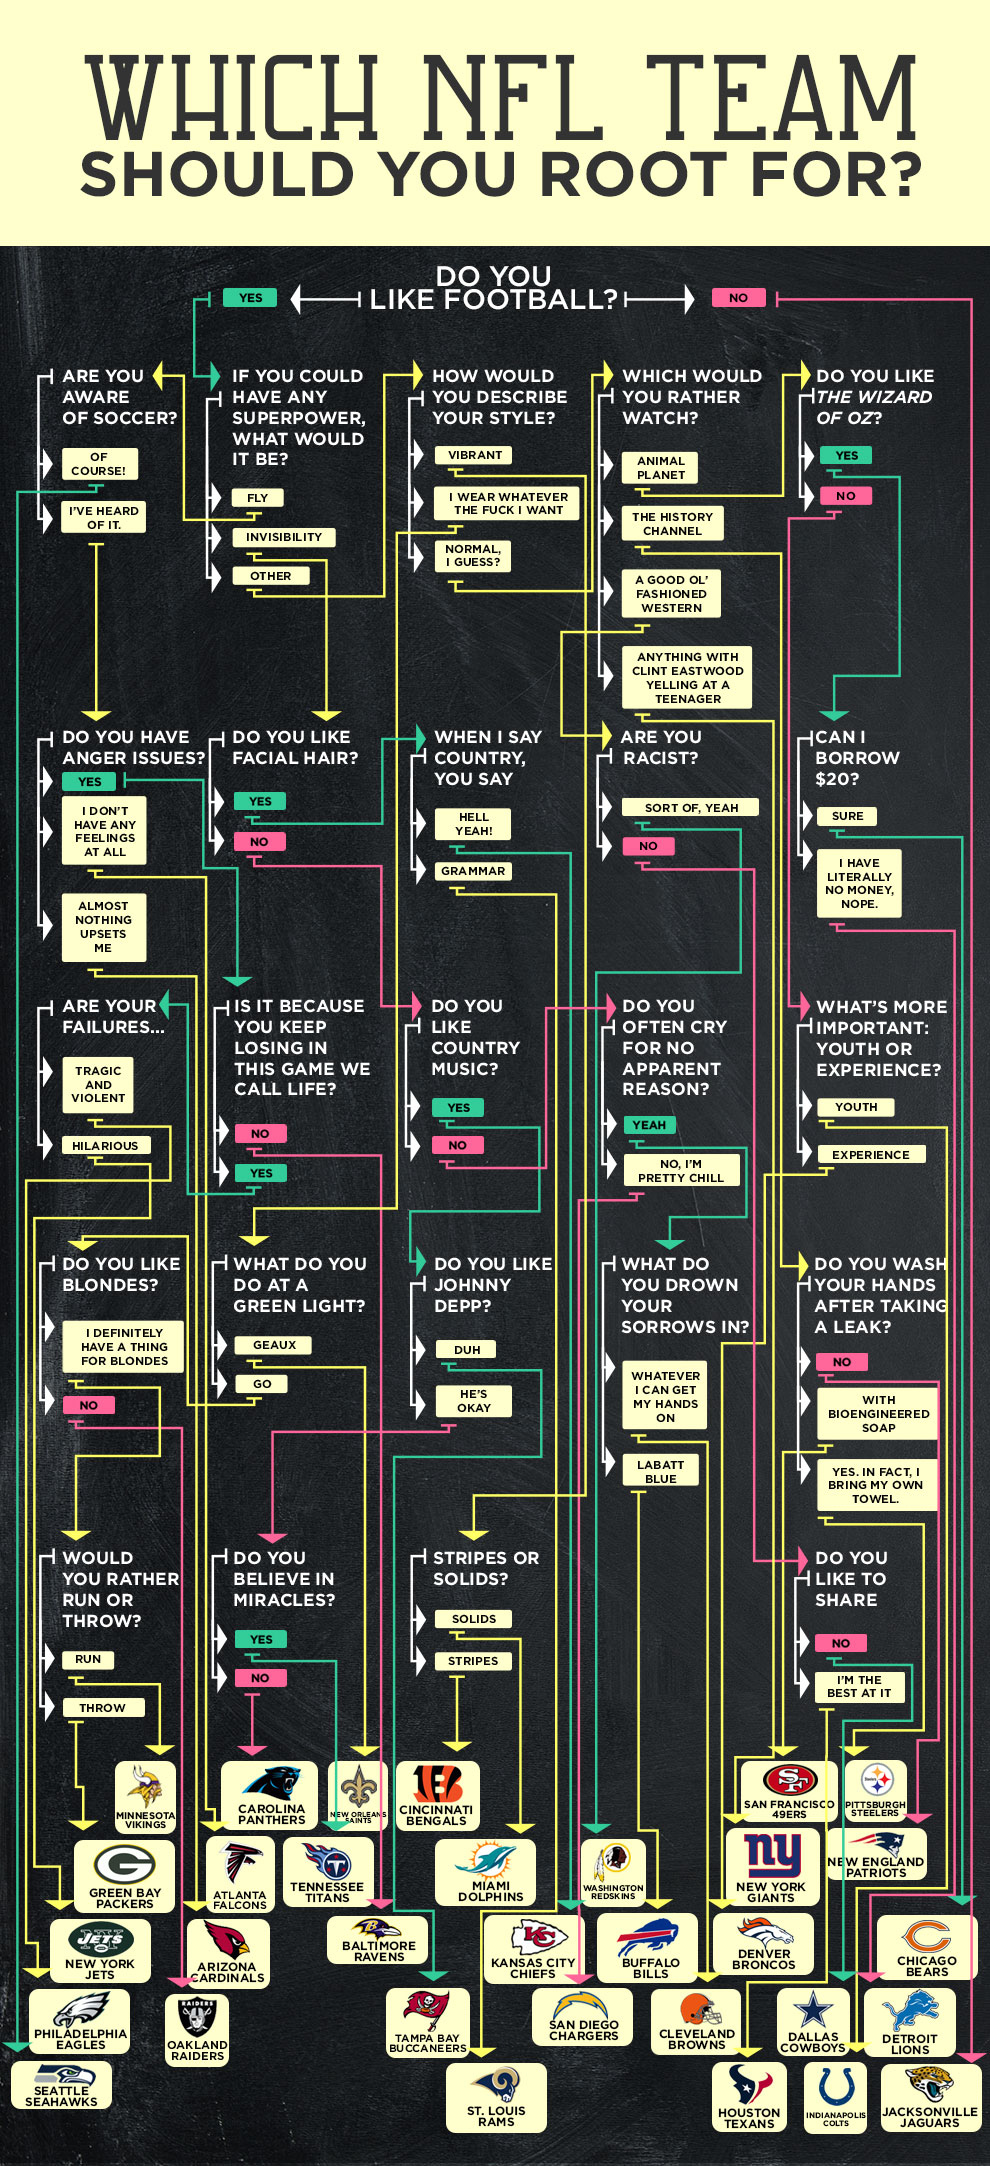 WHICH NFL TEAM
SHOULD YOU ROOT FOR?
DO YOU
LIKE FOOTBALL?
YES
NO
ARE YOU
AWARE
OF SOCCER?
OF
COURSE!
I'VE HEARD
OF IT.
IF YOU COULD
HAVE ANY
SUPERPOWER,
WHAT WOULD
IT BE?
FLY
INVISIBILITY
OTHER
HOW WOULD
YOU DESCRIBE
YOUR STYLE?
VIBRANT
I WEAR WHATEVER
THE FUCK I WANT
NORMAL,
I GUESS?
WHICH WOULD
YOU RATHER
WATCH?
ANIMAL
PLANET
THE HISTORY
CHANNEL
A GOOD OL'
FASHIONED
WESTERN
ANYTHING WITH
CLINT EASTWOOD
YELLING AT A
TEENAGER
DO YOU LIKE
THE WIZARD
OF OZ?
YES
NO
DO YOU HAVE
ANGER ISSUES?
YES
I DON'T
HAVE ANY
FEELINGS
AT ALL
ALMOST
NOTHING
UPSETS
ME
DO YOU LIKE
FACIAL HAIR?
YES
NO
WHEN I SAY
COUNTRY,
YOU SAY
HELL
YEAH!
GRAMMAR
ARE YOU
RACIST?
SORT OF, YEAH
NO
CAN I
BORROW
$20?
SURE
I HAVE
LITERALLY
NO MONEY,
NOPE.
ARE YOUR
FAILURES...
TRAGIC
AND
VIOLENT
HILARIOUS
IS IT BECAUSE
YOU KEEP
LOSING IN
THIS GAME WE
CALL LIFE?
NO
YES
DO YOU
LIKE
COUNTRY
MUSIC?
YES
NO
DO YOU
OFTEN CRY
FOR NO
APPARENT
REASON?
YEAH
NO, I'M
PRETTY CHILL
WHAT'S MORE
IMPORTANT:
YOUTH OR
EXPERIENCE?
YOUTH
EXPERIENCE
DO YOU LIKE
BLONDES?
I DEFINITELY
HAVE A THING
FOR BLONDES
NO
WHAT DO YOU
DO AT A
GREEN LIGHT?
GEAUX
GO
DO YOU LIKE
JOHNNY
DEPP?
DUH
HE'S
OKAY
WHAT DO
YOU DROWN
YOUR
SORROWS IN?
WHATEVER
I CAN GET
MY HANDS
ON
LABATT
BLUE
DO YOU WASH
YOUR HANDS
AFTER TAKING
A LEAK?
NO
WITH
BIOENGINEERED
SOAP
YES. IN FACT, I
BRING MY OWN
TOWEL.
WOULD
YOU RATHER
RUN OR
THROW?
RUN
THROW
DO YOU
BELIEVE IN
MIRACLES?
YES
NO
STRIPES OR
SOLIDS?
SOLIDS
STRIPES
DO YOU
LIKE TO
SHARE
NO
I'M THE
BEST AT IT
MINNESOTA
VIKINGS
CAROLINA
PANTHERS
NEW ORLEANS
SAINTS
CINCINNATI
BENGALS
SAN FRANCISCO
49ERS
Steelers
PITTSBURGH
STEELERS
G
GREEN BAY
PACKERS
ATLANTA
FALCONS
TENNESSEE
TITANS
MIAMI
DOLPHINS
WASHINGTON
REDSKINS
ny
NEW YORK
GIANTS
NEW ENGLAND
PATRIOTS
JETS
NEW YORK
JETS
ARIZONA
CARDINALS
BALTIMORE
RAVENS
KC
KANSAS CITY
CHIEFS
BUFFALO
BILLS
DENVER
BRONCOS
C
CHICAGO
BEARS
PHILADELPHIA
EAGLES
RAIDERS
OAKLAND
RAIDERS
TAMPA BAY
BUCCANEERS
SAN DIEGO
CHARGERS
CLEVELAND
BROWNS
DALLAS
COWBOYS
DETROIT
LIONS
SEATTLE
SEAHAWKS
ST. LOUIS
RAMS
HOUSTON
TEXANS
INDIANAPOLIS
COLTS
JACKSONVILLE
JAGUARS